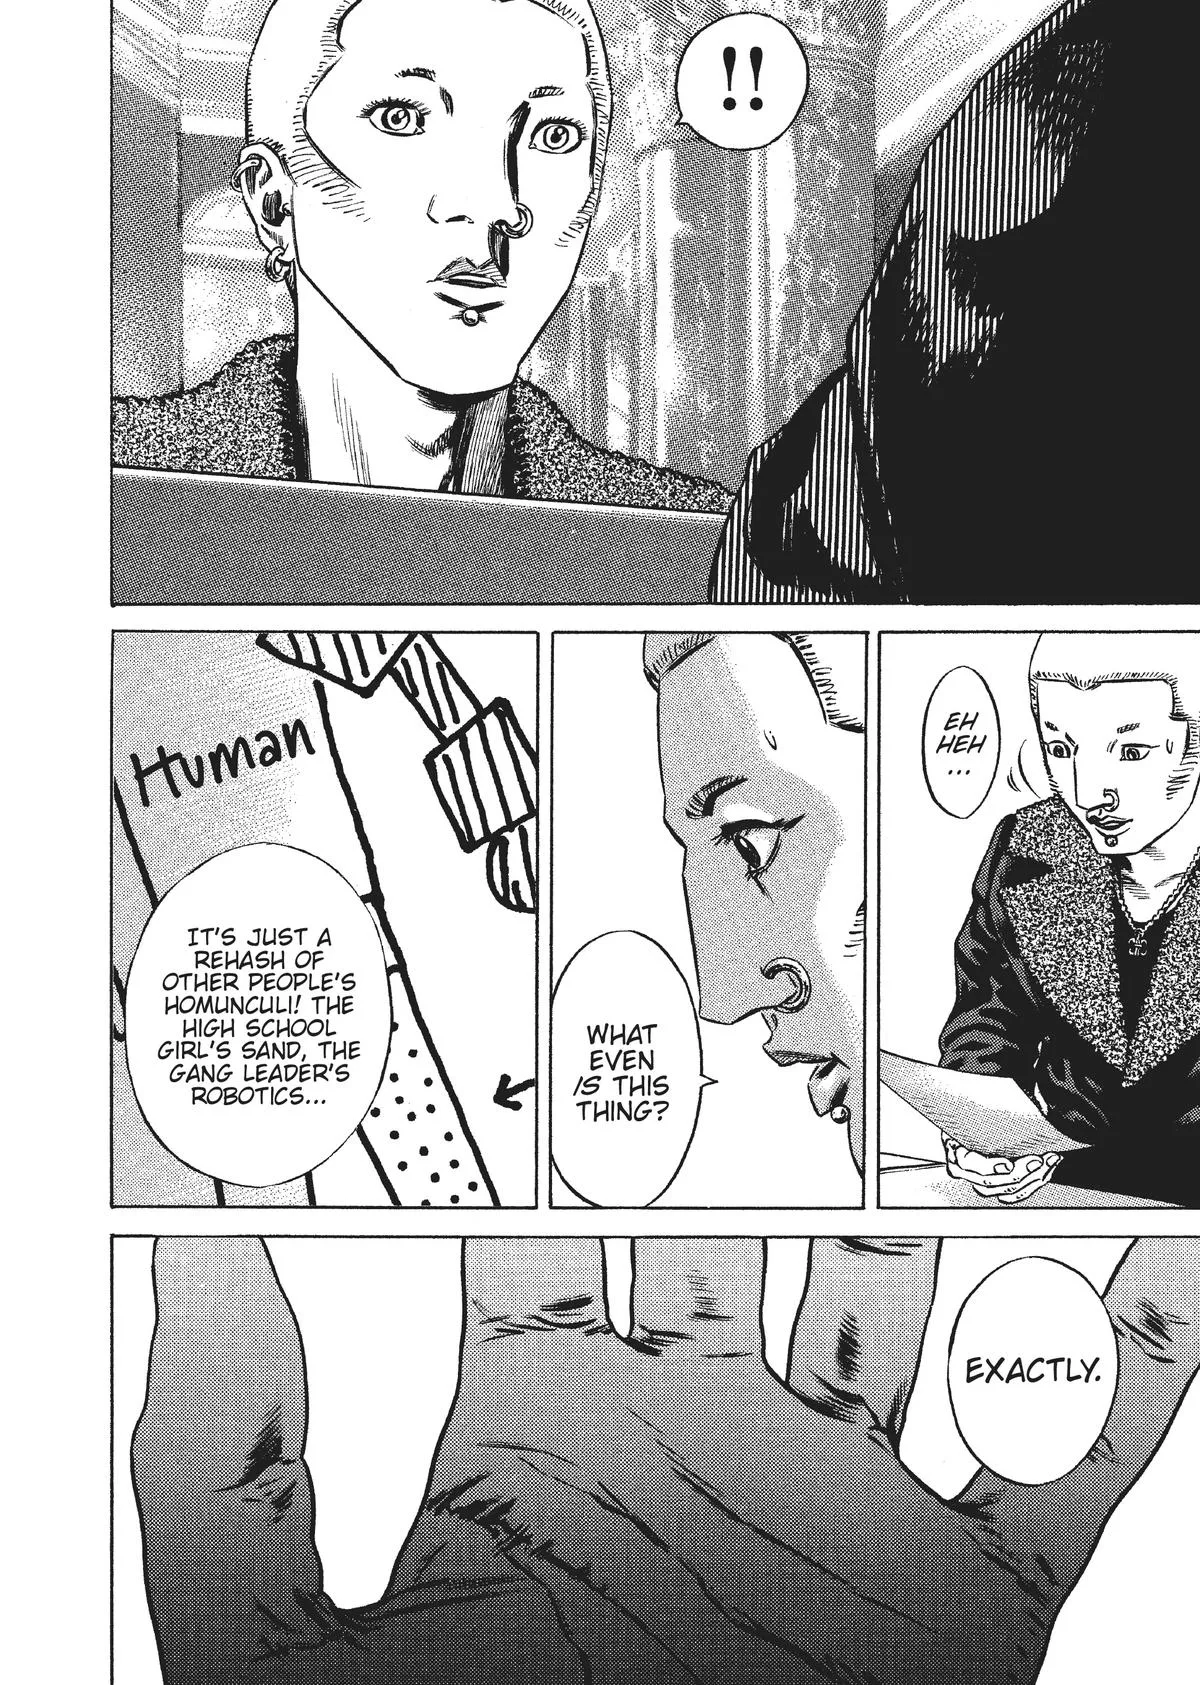 !!
EH
HEH
...
WHAT
EVEN
IS THIS
THING?
Human
IT'S JUST A
REHASH OF
OTHER PEOPLE'S
HOMUNCULI! THE
HIGH SCHOOL
GIRL'S SAND, THE
GANG LEADER'S
ROBOTICS...
EXACTLY.